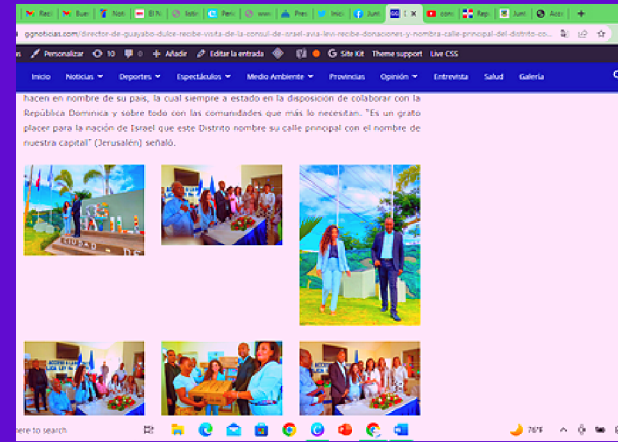 ggnoticias.com/director-de-guayabo-dulce-recibe-visita-de-la-consul-de-israel-avia-levi-recibe-donaciones-y-nombra-calle-principal-del-distrito-co...
Personalizar 10 0 Añadir Editar la entrada G Site Kit Theme support Live CSS
Inicio Noticias Deportes Espectáculos Medio Ambiente Provincias Opinión Entrevista Salud Galería
hacen en nombre de su país, la cual siempre a estado en la disposición de colaborar con la
República Dominica y sobre todo con las comunidades que más lo necesitan. "Es un grato
placer para la nación de Israel que este Distrito nombre su calle principal con el nombre de
nuestra capital" (Jerusalén) señaló.
CIUDAD - DE
here to search
76°F